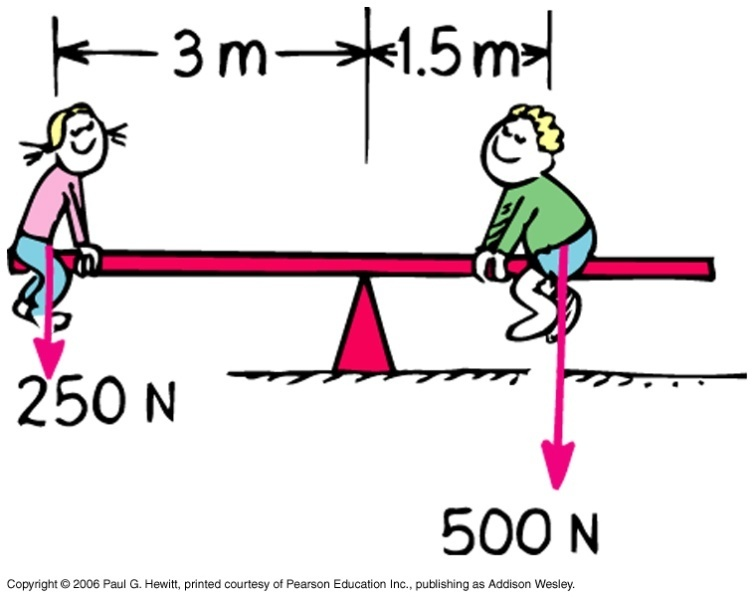 3 m 1.5 m
250 N
500 N
Copyright © 2006 Paul G. Hewitt, printed courtesy of Pearson Education Inc., publishing as Addison Wesley.